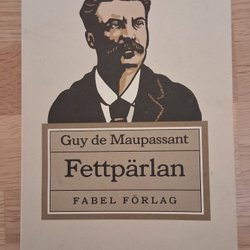 Guy de Maupassant
Fettpärlan
FABEL FÖRLAG